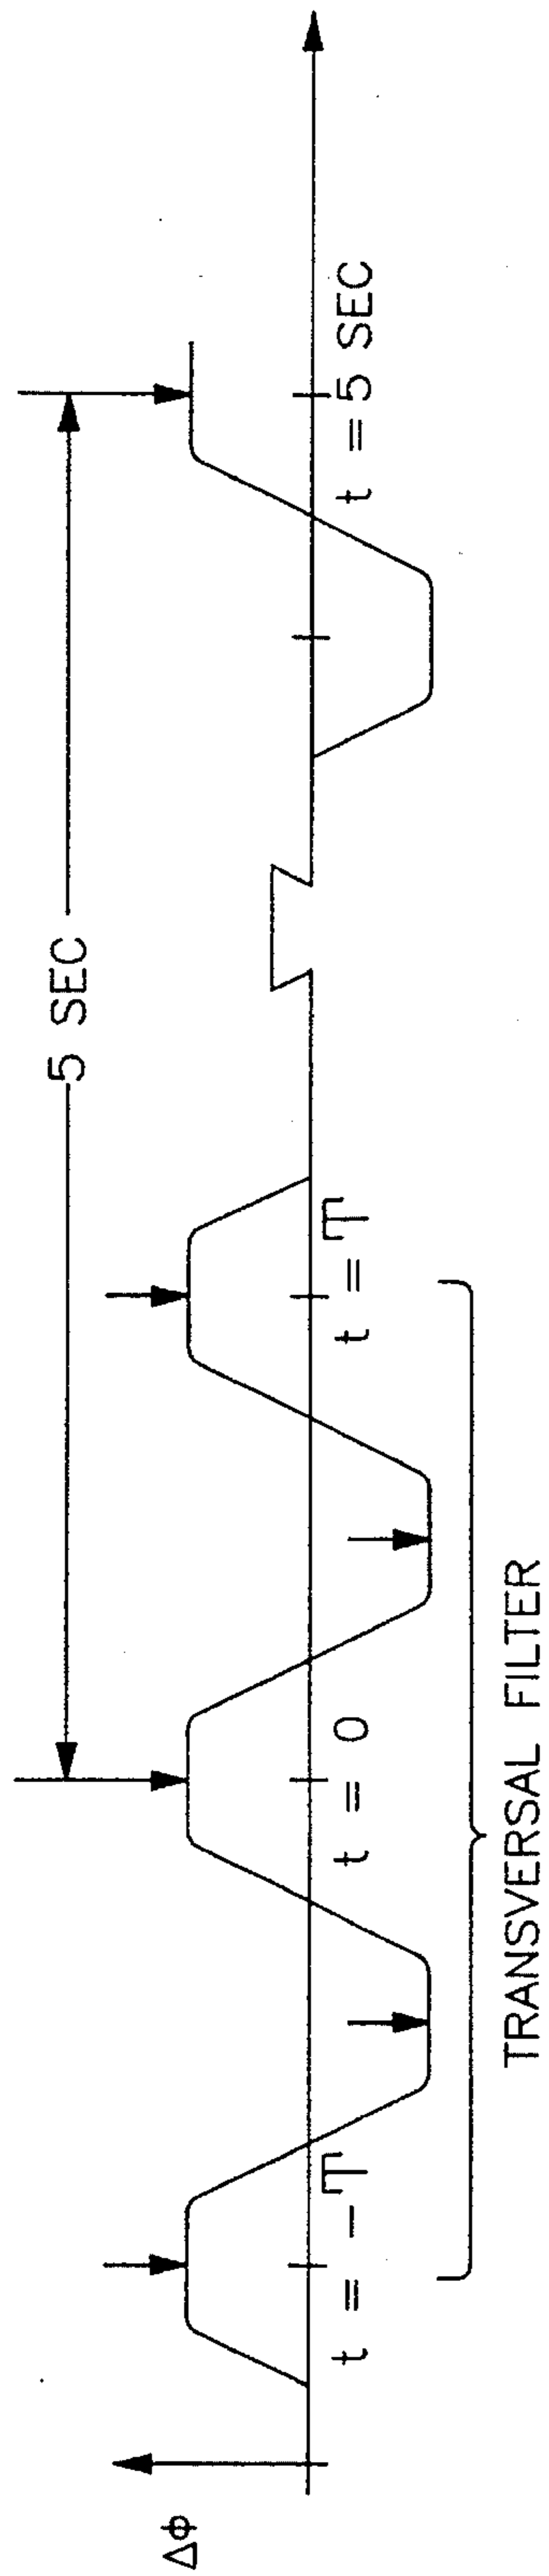 5 SEC
Δϕ
t = -T
t = 0
t = T
t = 5 SEC
TRANSVERSAL FILTER